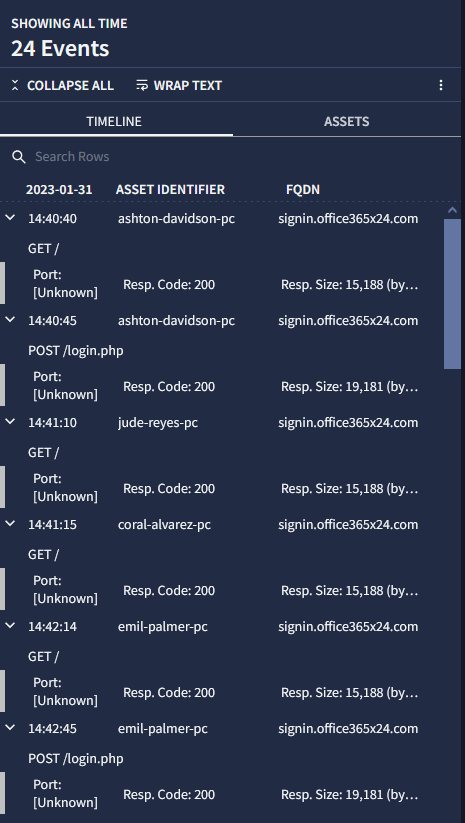 SHOWING ALL TIME
24 Events
COLLAPSE ALL WRAP TEXT
TIMELINE ASSETS
Search Rows
2023-01-31 ASSET IDENTIFIER FQDN
14:40:40 ashton-davidson-pc signin.office365x24.com
GET /
Port:
[Unknown] Resp. Code: 200 Resp. Size: 15,188 (by…
14:40:45 ashton-davidson-pc signin.office365x24.com
POST /login.php
Port:
[Unknown] Resp. Code: 200 Resp. Size: 19,181 (by…
14:41:10 jude-reyes-pc signin.office365x24.com
GET /
Port:
[Unknown] Resp. Code: 200 Resp. Size: 15,188 (by…
14:41:15 coral-alvarez-pc signin.office365x24.com
GET /
Port:
[Unknown] Resp. Code: 200 Resp. Size: 15,188 (by…
14:42:14 emil-palmer-pc signin.office365x24.com
GET /
Port:
[Unknown] Resp. Code: 200 Resp. Size: 15,188 (by…
14:42:45 emil-palmer-pc signin.office365x24.com
POST /login.php
Port:
[Unknown] Resp. Code: 200 Resp. Size: 19,181 (by…